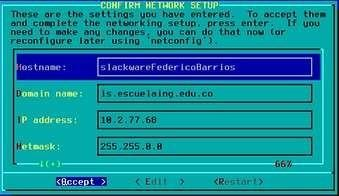 CONFIRM NETWORK SETUP
These are the settings you have entered. To accept them
and complete the networking setup, press enter. If you
need to make any changes, you can do that now (or
reconfigure later using 'netconfig').
Hostname: slackwareFedericoBarrios
Domain name: is.escuelaing.edu.co
IP address: 10.2.77.68
Netmask: 255.255.0.0
↓(+) 66%
<Accept > < Edit > <Restart>